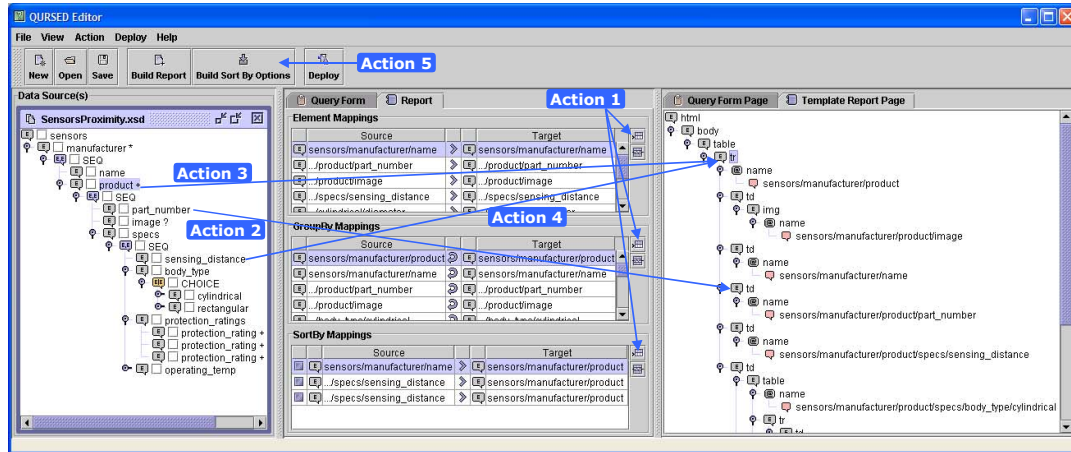 QURSED Editor
File View Action Deploy Help
New Open Save Build Report Build Sort By Options Deploy
Action 5
Data Source(s)
SensorsProximity.xsd
sensors
manufacturer *
SEQ
name
product +
SEQ
part_number
image ?
specs
SEQ
sensing_distance
body_type
CHOICE
cylindrical
rectangular
protection_ratings
protection_rating +
protection_rating +
protection_rating +
operating_temp
Action 3
Action 2
Query Form Report
Action 1
Element Mappings
Source Target
sensors/manufacturer/name sensors/manufacturer/name
.../product/part_number .../product/part_number
.../product/image .../product/image
.../specs/sensing_distance .../specs/sensing_distance
.../cylindrical/diameter
Action 4
GroupBy Mappings
Source Target
sensors/manufacturer/product sensors/manufacturer/product
sensors/manufacturer/name sensors/manufacturer/name
.../product/part_number .../product/part_number
.../product/image .../product/image
.../body_type/cylindrical .../body_type/cylindrical
SortBy Mappings
Source Target
sensors/manufacturer/name sensors/manufacturer/product
.../specs/sensing_distance sensors/manufacturer/product
.../specs/sensing_distance sensors/manufacturer/product
Query Form Page Template Report Page
html
body
table
tr
name
sensors/manufacturer/product
td
img
name
sensors/manufacturer/product/image
td
name
sensors/manufacturer/name
td
name
sensors/manufacturer/product/part_number
td
name
sensors/manufacturer/product/specs/sensing_distance
td
table
name
sensors/manufacturer/product/specs/body_type/cylindrical
tr
td